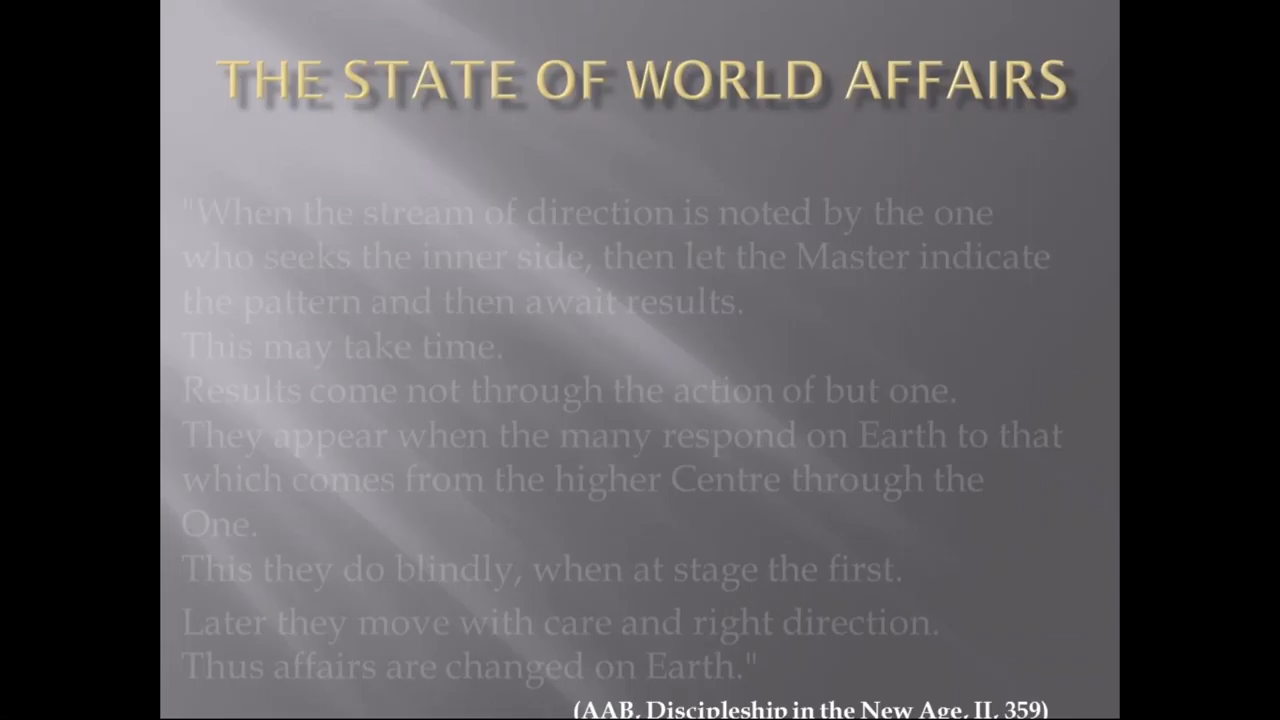 THE STATE OF WORLD AFFAIRS
"When the stream of direction is noted by the one
who seeks the inner side, then let the Master indicate
the pattern and then await results.
This may take time.
Results come not through the action of but one.
They appear when the many respond on Earth to that
which comes from the higher Centre through the
One.
This they do blindly, when at stage the first.
Later they move with care and right direction.
Thus affairs are changed on Earth."
(AAB, Discipleship in the New Age, II, 359)